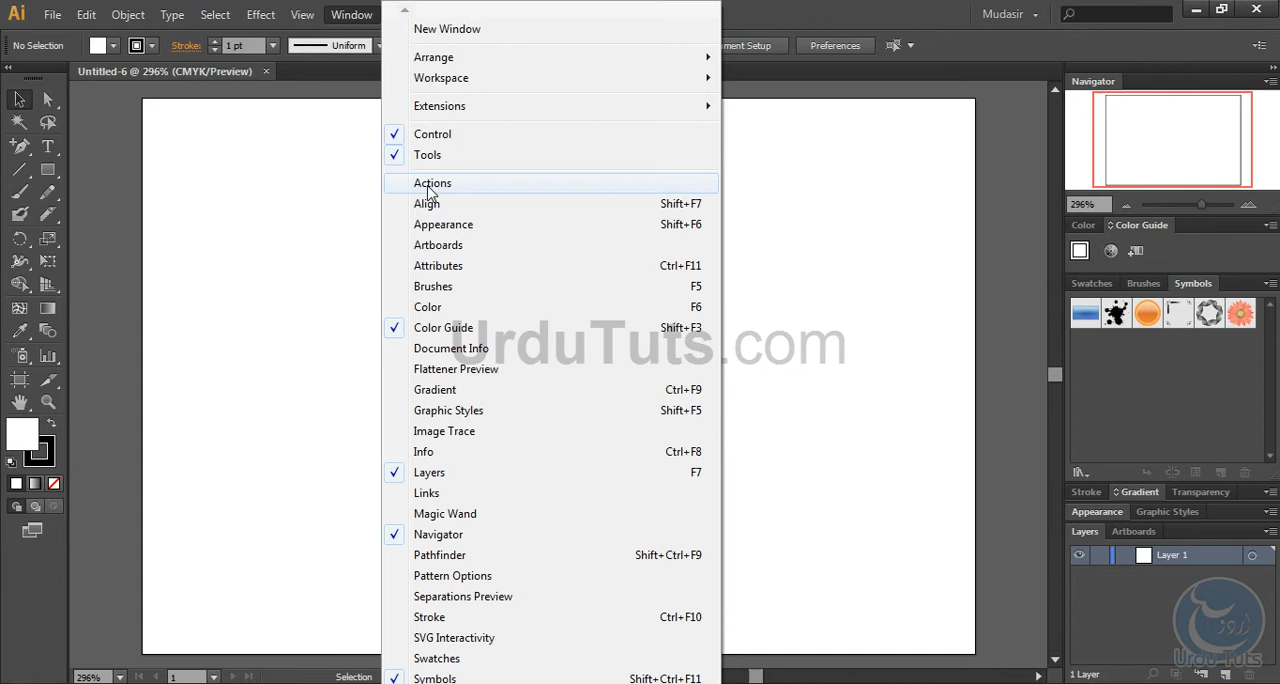 Ai File Edit Object Type Select Effect View Window Mudasir
No Selection Stroke: 1 pt Uniform ment Setup Preferences
Untitled-6 @ 296% (CMYK/Preview) ×
New Window
Arrange
Workspace
Extensions
Control
Tools
Actions
Align Shift+F7
Appearance Shift+F6
Artboards
Attributes Ctrl+F11
Brushes F5
Color F6
Color Guide Shift+F3
Document Info
Flattener Preview
Gradient Ctrl+F9
Graphic Styles Shift+F5
Image Trace
Info Ctrl+F8
Layers F7
Links
Magic Wand
Navigator
Pathfinder Shift+Ctrl+F9
Pattern Options
Separations Preview
Stroke Ctrl+F10
SVG Interactivity
Swatches
Symbols Shift+Ctrl+F11
UrduTuts.com
Navigator
296%
Color Color Guide
Swatches Brushes Symbols
Stroke Gradient Transparency
Appearance Graphic Styles
Layers Artboards
Layer 1
اردو
Urdu-Tuts
1 Layer
296% 1 Selection